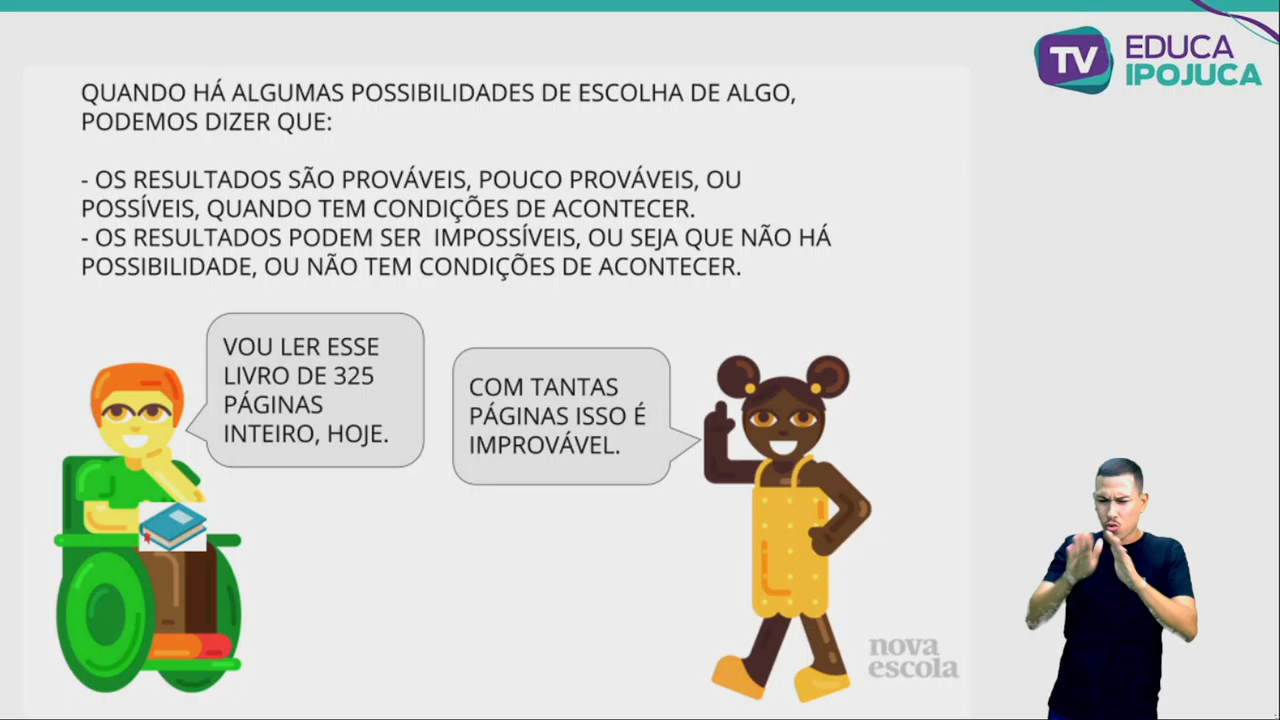 TV EDUCA
IPOJUCA
QUANDO HÁ ALGUMAS POSSIBILIDADES DE ESCOLHA DE ALGO,
PODEMOS DIZER QUE:
- OS RESULTADOS SÃO PROVÁVEIS, POUCO PROVÁVEIS, OU
POSSÍVEIS, QUANDO TEM CONDIÇÕES DE ACONTECER.
- OS RESULTADOS PODEM SER  IMPOSSÍVEIS, OU SEJA QUE NÃO HÁ
POSSIBILIDADE, OU NÃO TEM CONDIÇÕES DE ACONTECER.
VOU LER ESSE
LIVRO DE 325
PÁGINAS
INTEIRO, HOJE.
COM TANTAS
PÁGINAS ISSO É
IMPROVÁVEL.
nova
escola